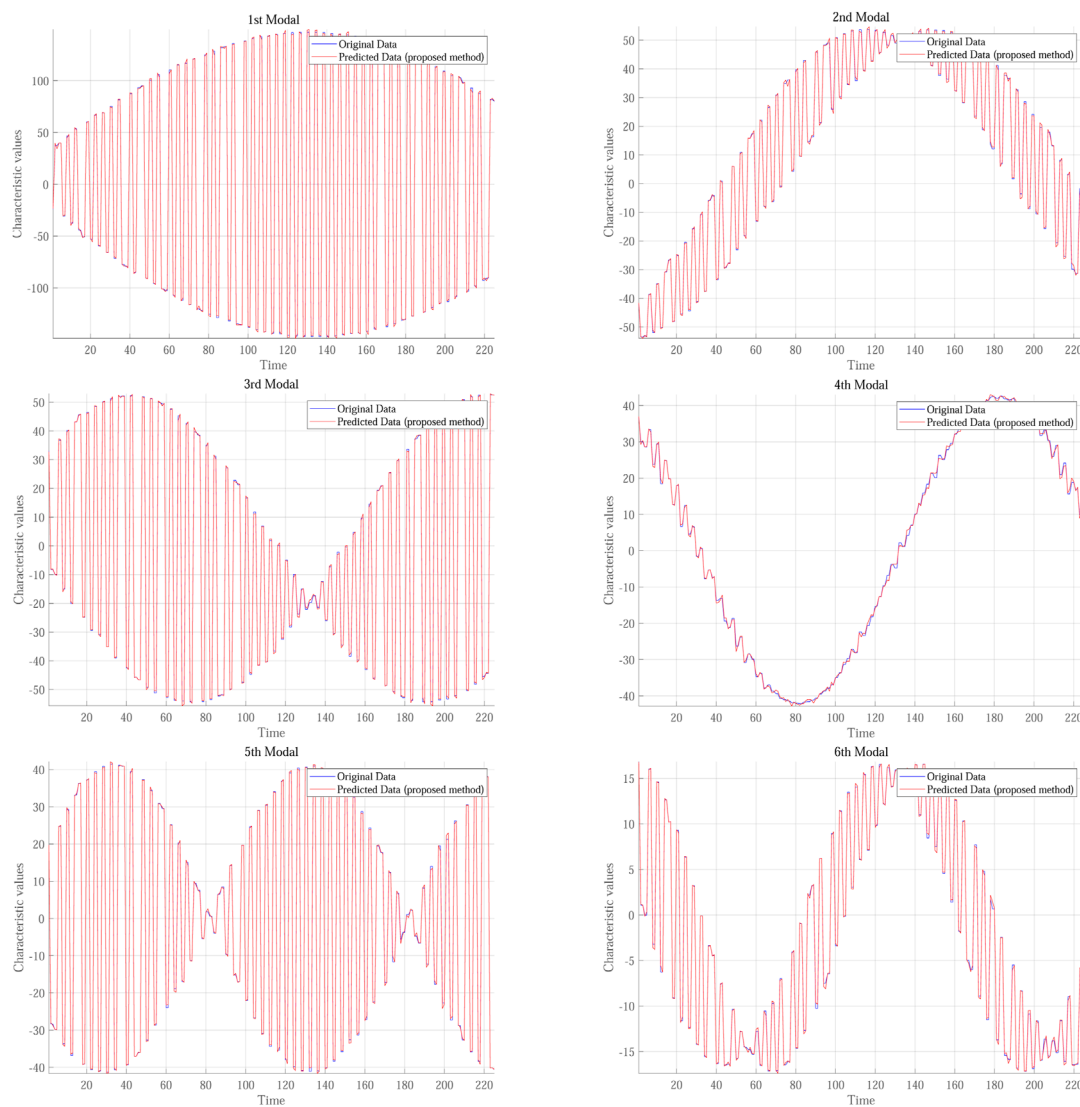 1st Modal
Original Data
Predicted Data (proposed method)
Characteristic values
100
50
0
-50
-100
20 40 60 80 100 120 140 160 180 200 220
Time
2nd Modal
Original Data
Predicted Data (proposed method)
Characteristic values
50
40
30
20
10
0
-10
-20
-30
-40
-50
20 40 60 80 100 120 140 160 180 200 220
Time
3rd Modal
Original Data
Predicted Data (proposed method)
Characteristic values
50
40
30
20
10
0
-10
-20
-30
-40
-50
20 40 60 80 100 120 140 160 180 200 220
Time
4th Modal
Original Data
Predicted Data (proposed method)
Characteristic values
40
30
20
10
0
-10
-20
-30
-40
20 40 60 80 100 120 140 160 180 200 220
Time
5th Modal
Original Data
Predicted Data (proposed method)
Characteristic values
40
30
20
10
0
-10
-20
-30
-40
20 40 60 80 100 120 140 160 180 200 220
Time
6th Modal
Original Data
Predicted Data (proposed method)
Characteristic values
15
10
5
0
-5
-10
-15
20 40 60 80 100 120 140 160 180 200 220
Time